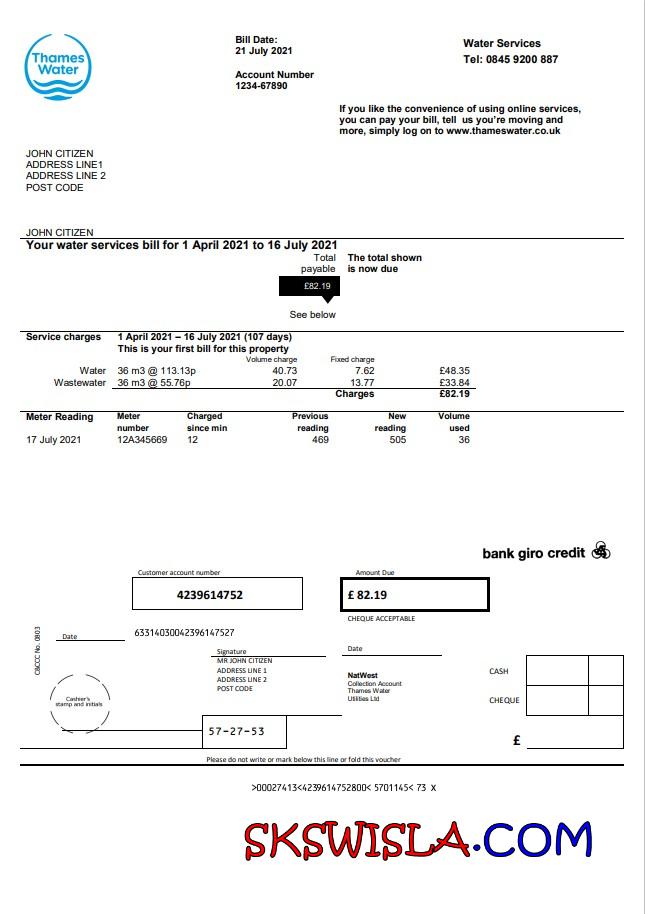 Thames
Water
Bill Date:
21 July 2021
Account Number
1234-67890
Water Services
Tel: 0845 9200 887
If you like the convenience of using online services,
you can pay your bill, tell us you're moving and
more, simply log on to www.thameswater.co.uk
JOHN CITIZEN
ADDRESS LINE1
ADDRESS LINE 2
POST CODE
JOHN CITIZEN
Your water services bill for 1 April 2021 to 16 July 2021
Total payable The total shown is now due
£82.19
See below
Service charges 1 April 2021 – 16 July 2021 (107 days)
This is your first bill for this property
Volume charge Fixed charge
Water 36 m3 @ 113.13p 40.73 7.62 £48.35
Wastewater 36 m3 @ 55.76p 20.07 13.77 £33.84
Charges £82.19
Meter Reading Meter number Charged since min Previous reading New reading Volume used
17 July 2021 12A345669 12 469 505 36
bank giro credit
Customer account number Amount Due
4239614752 £ 82.19
CHEQUE ACCEPTABLE
C&CCC No. 0803
Date 63314030042396147527
Signature Date
MR JOHN CITIZEN
ADDRESS LINE 1
ADDRESS LINE 2
POST CODE
NatWest
Collection Account
Thames Water
Utilities Ltd
CASH
CHEQUE
£
Cashier's
stamp and initials
57-27-53
Please do not write or mark below this line or fold this voucher
>00027413<4239614752800< 5701145< 73 X
SKSWISLA.COM